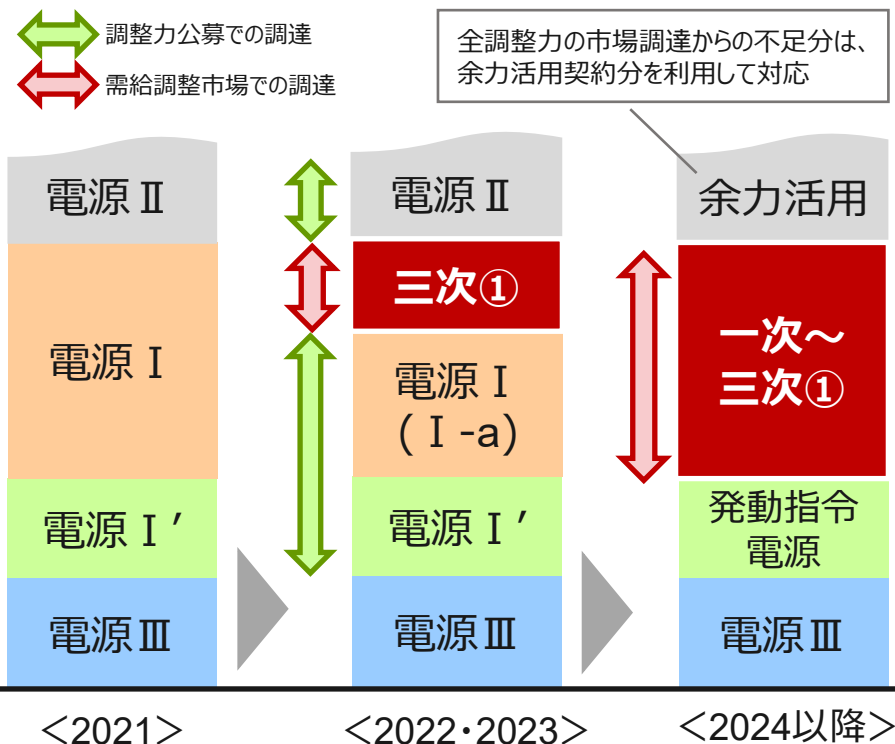 調整力公募での調達
需給調整市場での調達
全調整力の市場調達からの不足分は、
余力活用契約分を利用して対応
電源Ⅱ
電源Ⅰ
電源Ⅰ′
電源Ⅲ
<2021>
電源Ⅱ
三次①
電源Ⅰ
(Ⅰ-a)
電源Ⅰ′
電源Ⅲ
<2022・2023>
余力活用
一次～
三次①
発動指令
電源
電源Ⅲ
<2024以降>